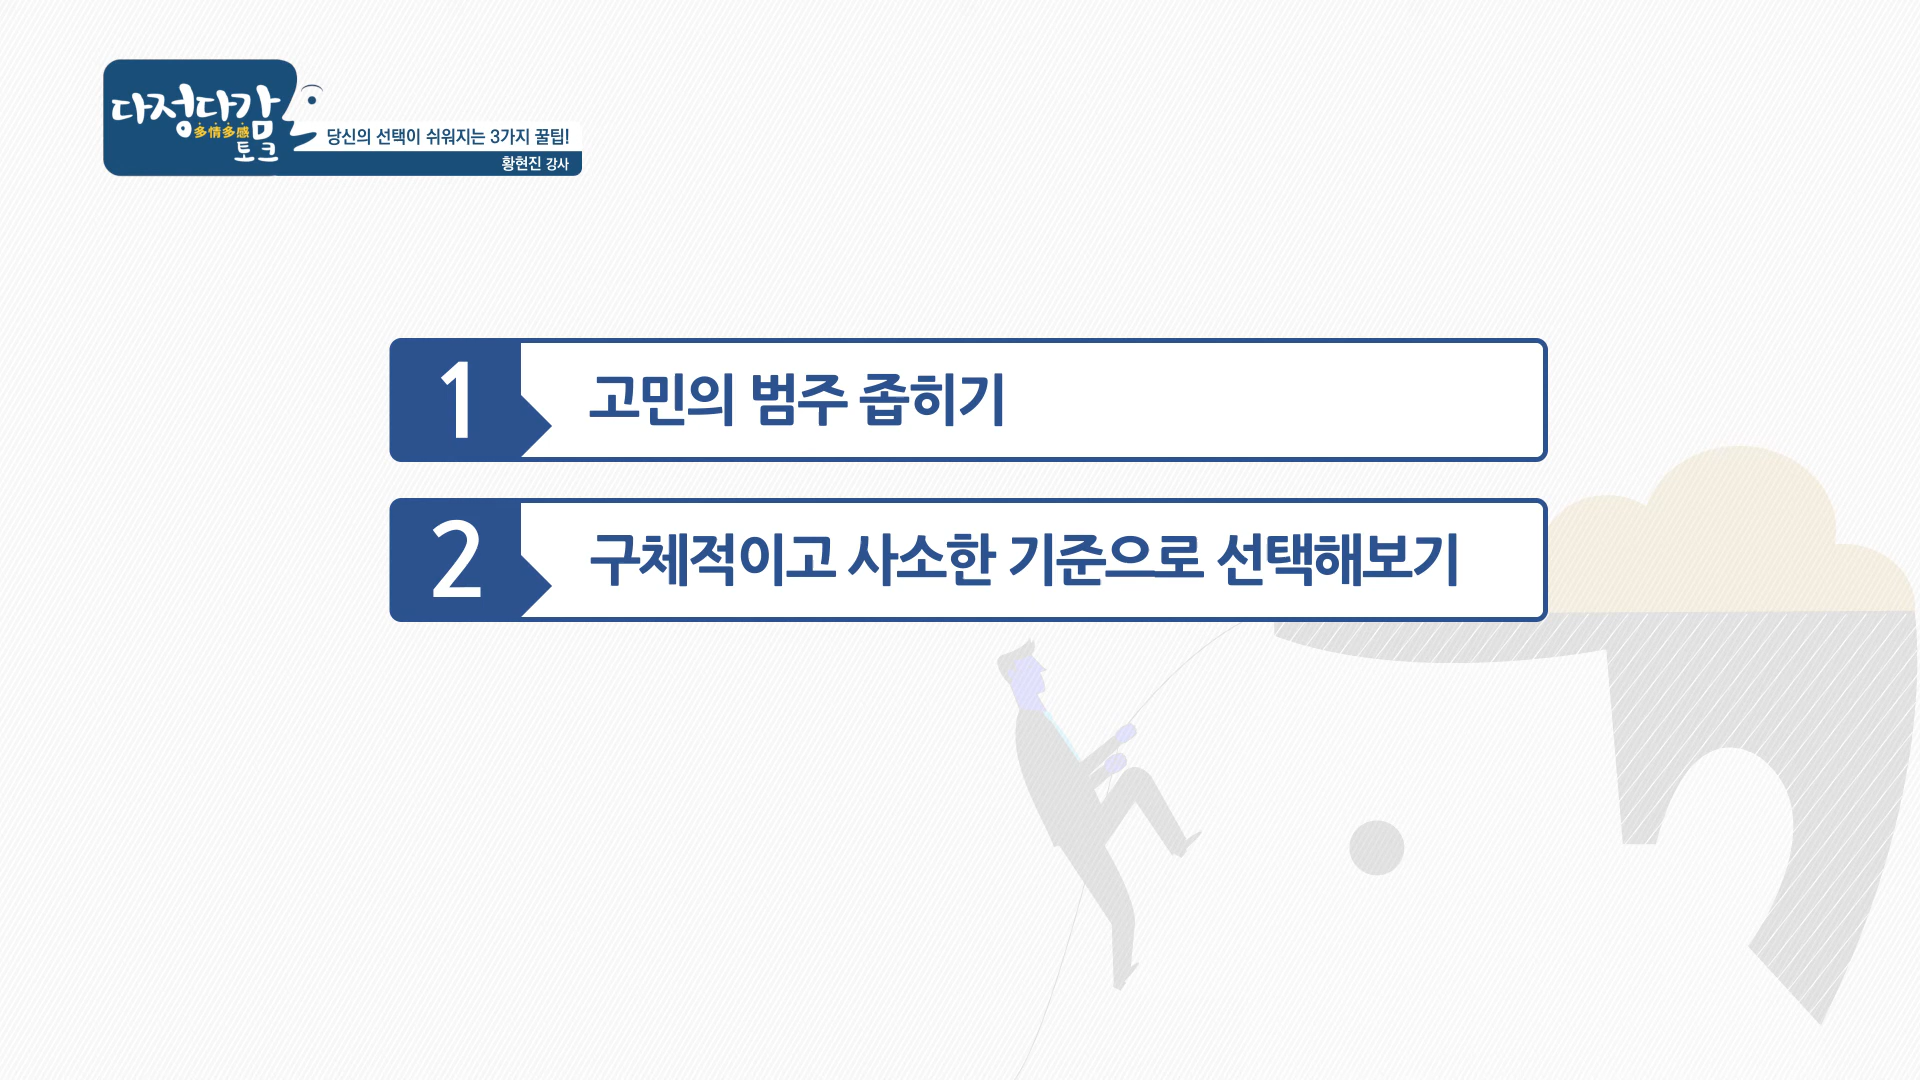 다정다감
多情多感
토크
당신의 선택이 쉬워지는 3가지 꿀팁!
황현진 강사
1 고민의 범주 좁히기
2 구체적이고 사소한 기준으로 선택해보기